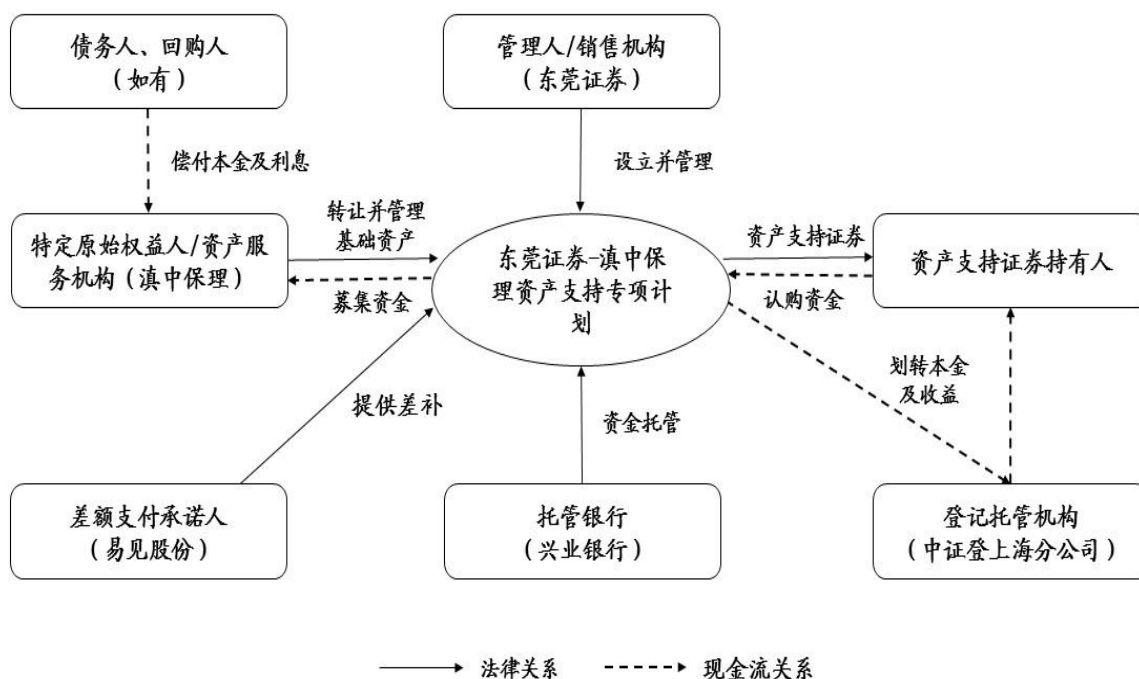 债务人、回购人
（如有）
管理人/销售机构
（东莞证券）
偿付本金及利息
设立并管理
特定原始权益人/资产服
务机构（滇中保理）
转让并管理
基础资产
募集资金
东莞证券-滇中保
理资产支持专项计
划
资产支持证券
认购资金
资产支持证券持有人
提供差补
资金托管
划转本金
及收益
差额支付承诺人
（易见股份）
托管银行
（兴业银行）
登记托管机构
（中证登上海分公司）
法律关系
现金流关系